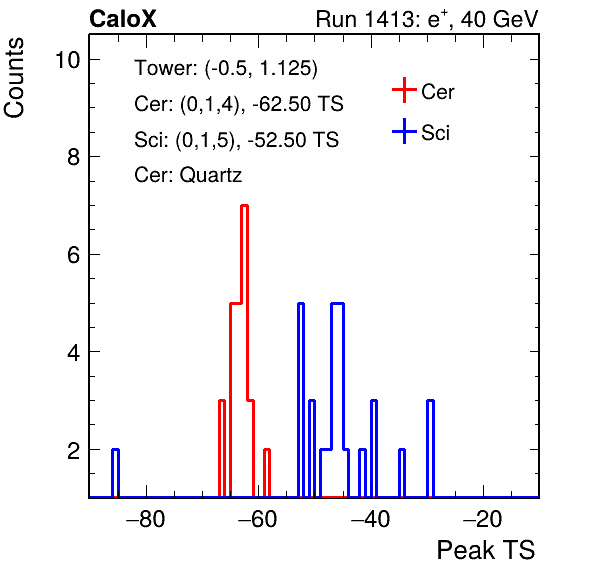 CaloX Run 1413: e⁺, 40 GeV
Counts
Tower: (-0.5, 1.125)
Cer: (0,1,4), -62.50 TS
Sci: (0,1,5), -52.50 TS
Cer: Quartz
Cer
Sci
10
8
6
4
2
−80 −60 −40 −20
Peak TS